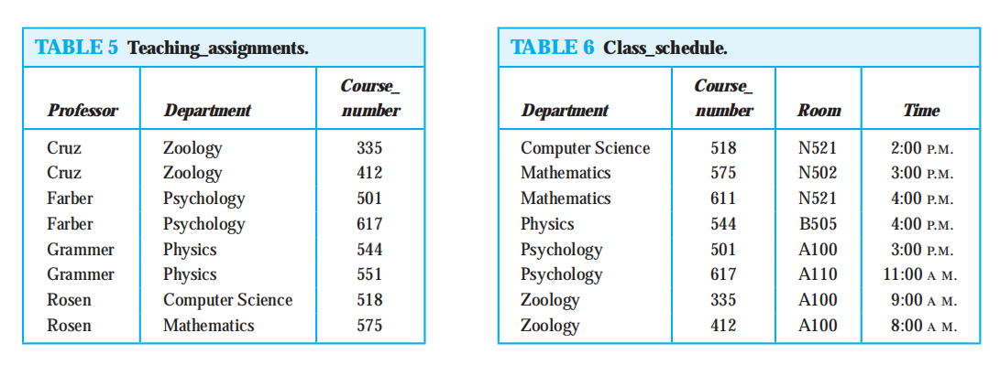 TABLE 5 Teaching_assignments.
Professor Department Course_ number
Cruz Zoology 335
Cruz Zoology 412
Farber Psychology 501
Farber Psychology 617
Grammer Physics 544
Grammer Physics 551
Rosen Computer Science 518
Rosen Mathematics 575
TABLE 6 Class_schedule.
Department Course_ number Room Time
Computer Science 518 N521 2:00 P.M.
Mathematics 575 N502 3:00 P.M.
Mathematics 611 N521 4:00 P.M.
Physics 544 B505 4:00 P.M.
Psychology 501 A100 3:00 P.M.
Psychology 617 A110 11:00 A M.
Zoology 335 A100 9:00 A M.
Zoology 412 A100 8:00 A M.